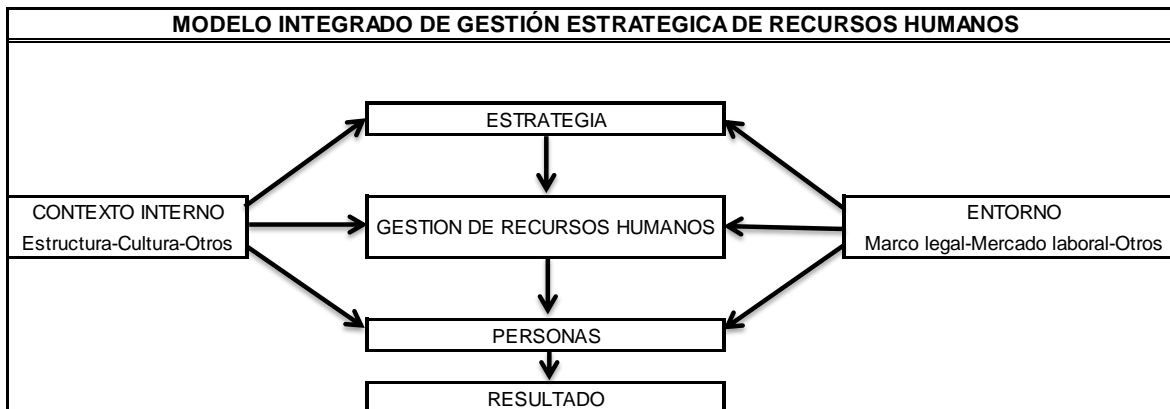 MODELO INTEGRADO DE GESTIÓN ESTRATEGICA DE RECURSOS HUMANOS
ESTRATEGIA
CONTEXTO INTERNO
Estructura-Cultura-Otros
GESTION DE RECURSOS HUMANOS
ENTORNO
Marco legal-Mercado laboral-Otros
PERSONAS
RESULTADO